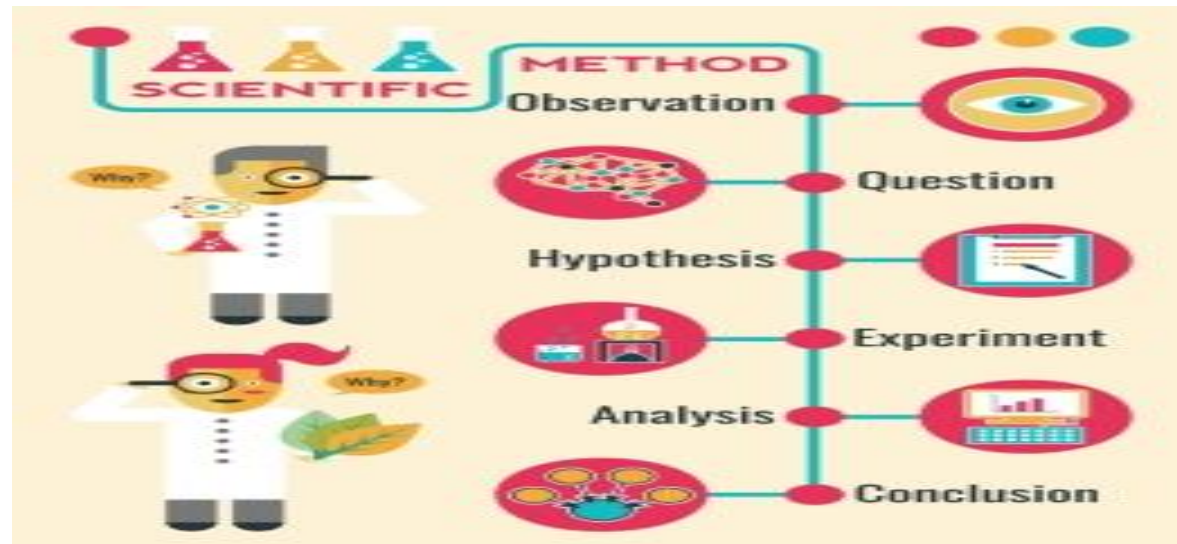 SCIENTIFIC
METHOD
Observation
Why?
Question
Hypothesis
Experiment
Why?
Analysis
Conclusion